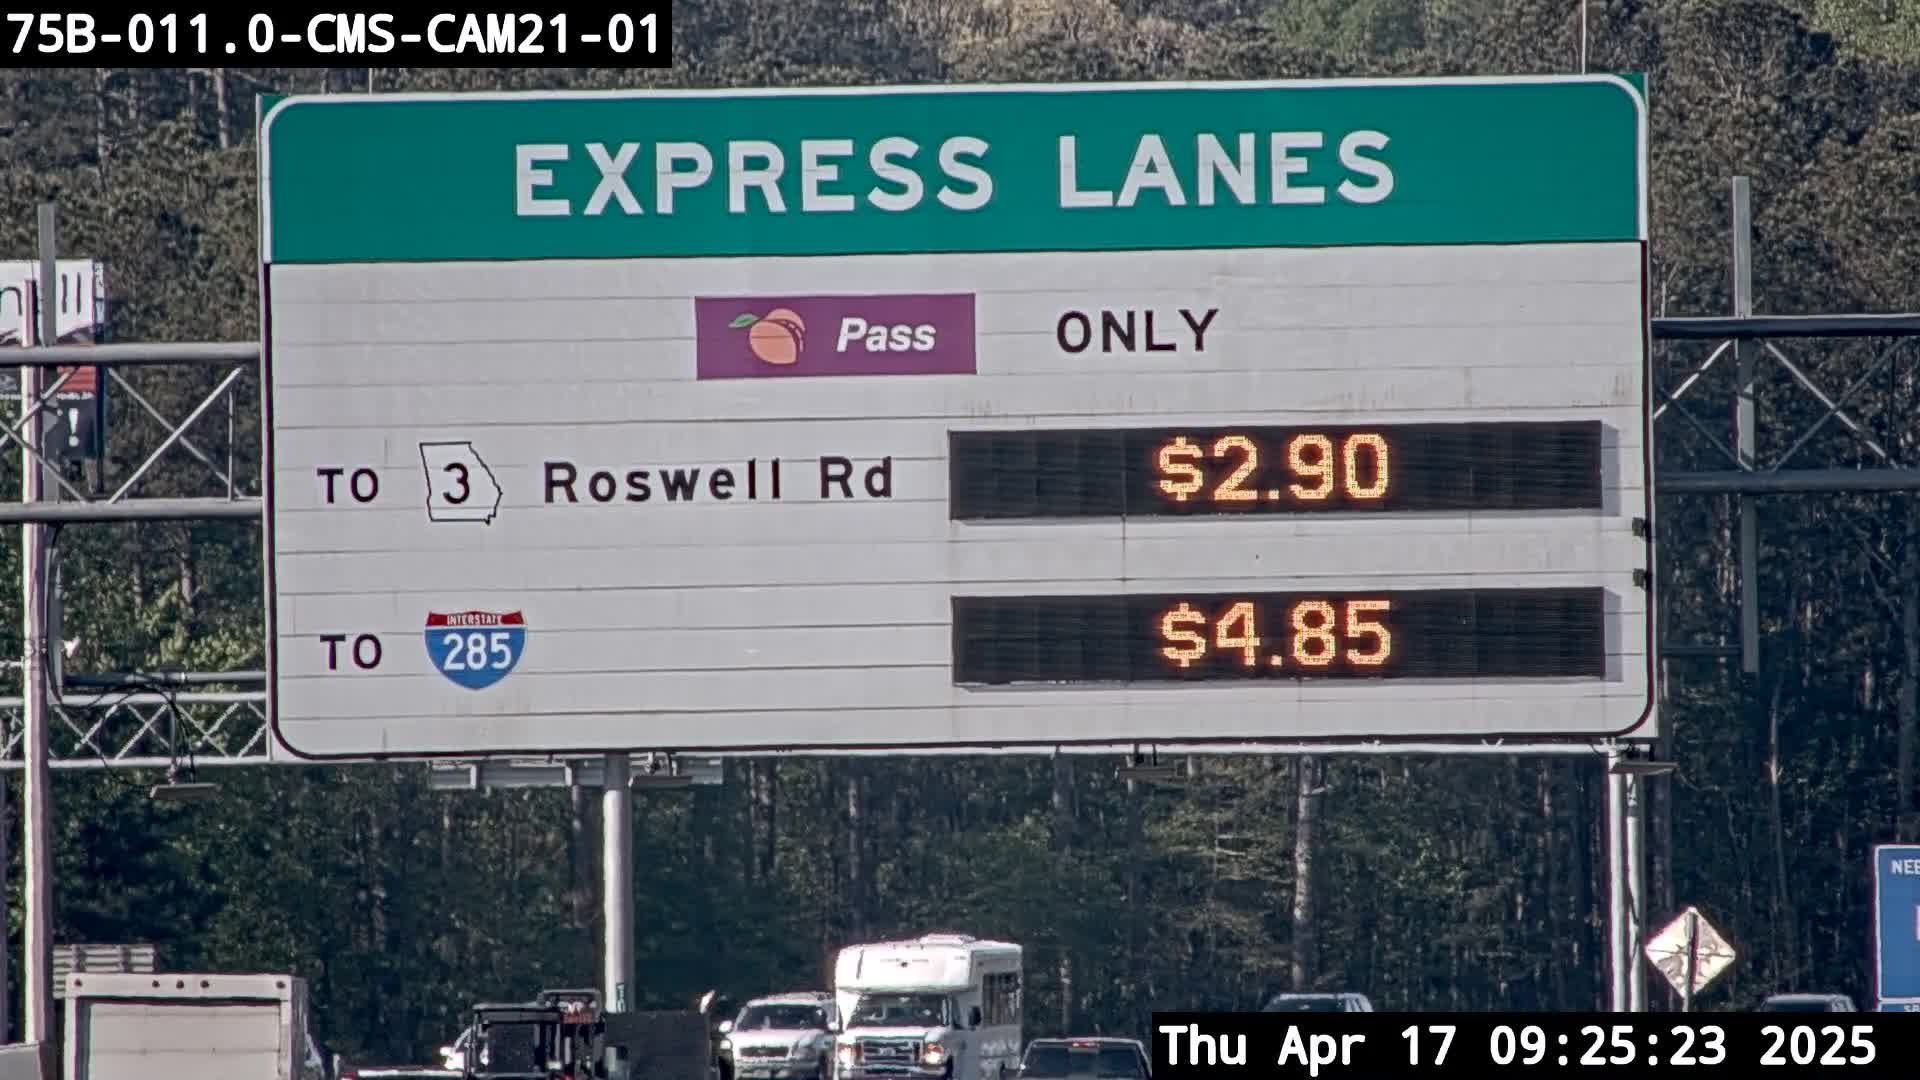 75B-011.0-CMS-CAM21-01
EXPRESS LANES
Pass ONLY
TO 3 Roswell Rd $2.90
TO INTERSTATE 285 $4.85
Thu Apr 17 09:25:23 2025